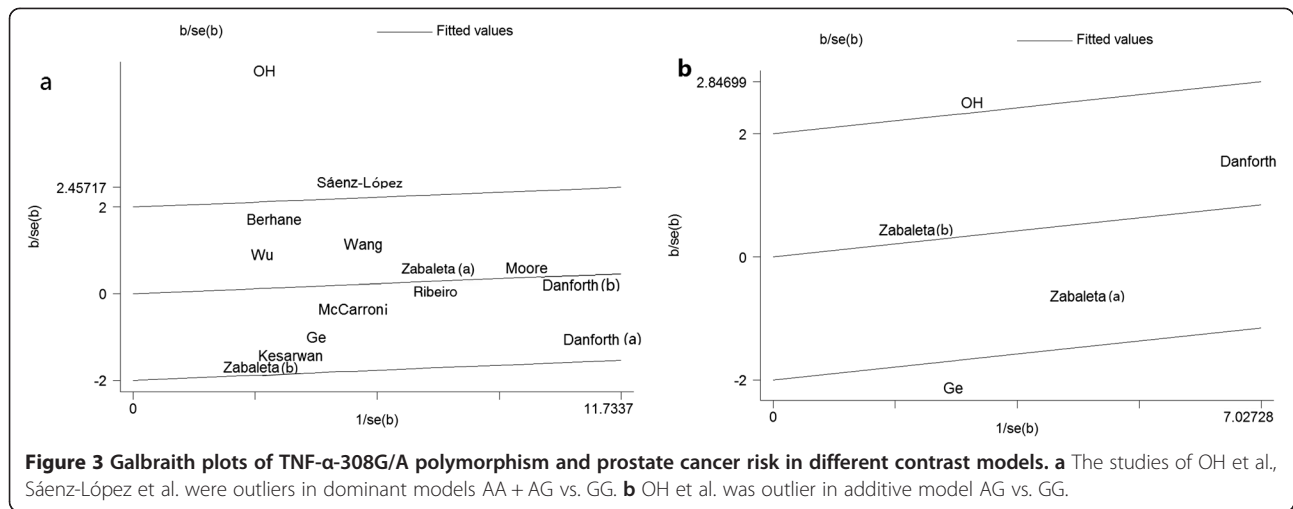 b/se(b) Fitted values
a
OH
2.45717
Sáenz-López
2
Berhane
Wang
Wu
b/se(b)
Zabaleta (a)
Moore
0
Danforth (b)
Ribeiro
McCarroni
Ge
Danforth (a)
Kesarwan
Zabaleta (b)
-2
0
11.7337
1/se(b)
b/se(b) Fitted values
b
2.84699
OH
2
Danforth
Zabaleta (b)
b/se(b)
0
Zabaleta (a)
-2
Ge
0
7.02728
1/se(b)
Figure 3 Galbraith plots of TNF-α-308G/A polymorphism and prostate cancer risk in different contrast models. a The studies of OH et al.,
Sáenz-López et al. were outliers in dominant models AA + AG vs. GG. b OH et al. was outlier in additive model AG vs. GG.